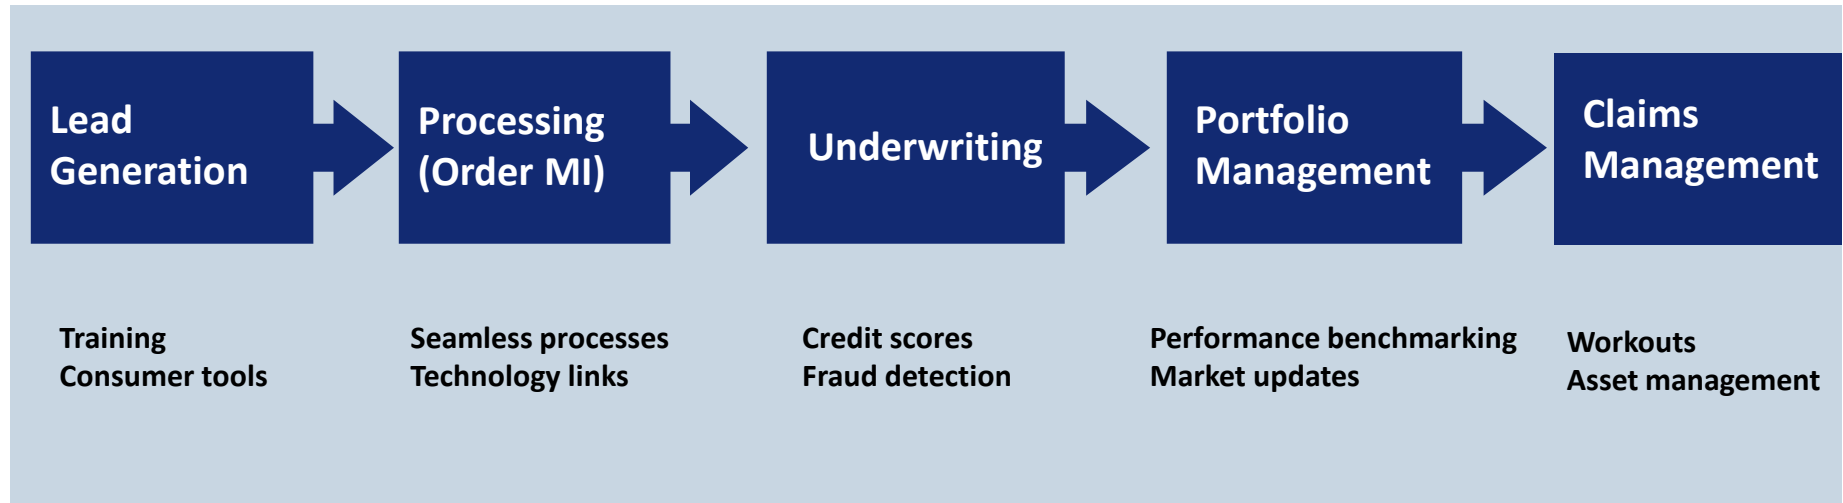 Lead
Generation
Processing
(Order MI)
Underwriting
Portfolio
Management
Claims
Management
Training
Consumer tools
Seamless processes
Technology links
Credit scores
Fraud detection
Performance benchmarking
Market updates
Workouts
Asset management